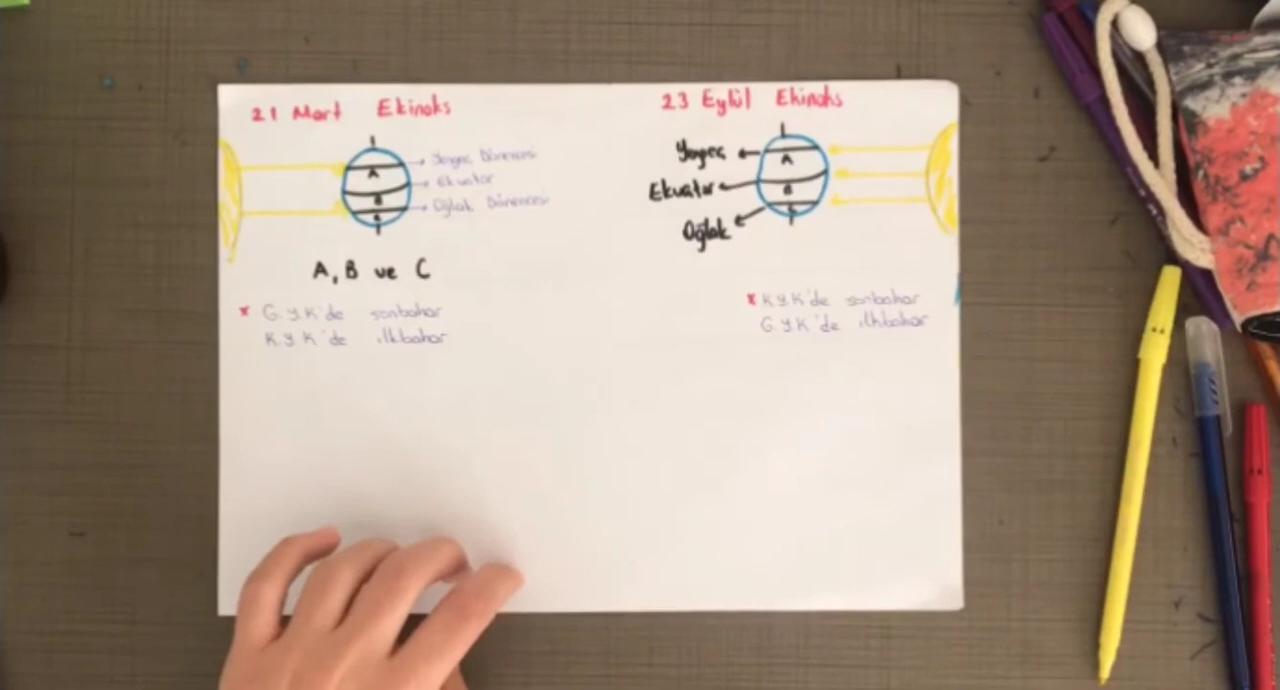 21 Mart Ekinoks
A
B
C
Yengeç Dönencesi
Ekvator
Oğlak Dönencesi
A, B ve C
* G.Y.K'de sonbahar
K.Y.K'de ilkbahar
23 Eylül Ekinoks
Yengeç
Ekvator
Oğlak
A
B
C
* K.Y.K'de sonbahar
G.Y.K'de ilkbahar